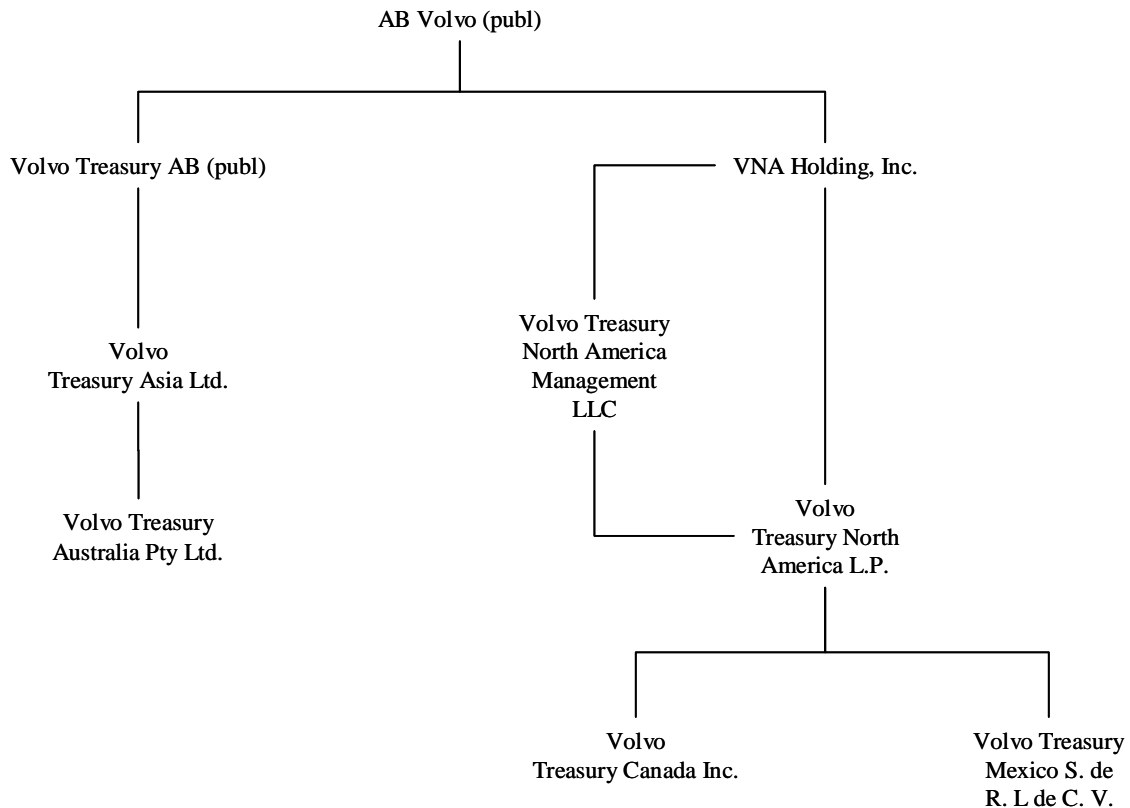 AB Volvo (publ)
Volvo Treasury AB (publ)
VNA Holding, Inc.
Volvo
Treasury Asia Ltd.
Volvo Treasury
North America
Management
LLC
Volvo Treasury
Australia Pty Ltd.
Volvo
Treasury North
America L.P.
Volvo
Treasury Canada Inc.
Volvo Treasury
Mexico S. de
R. L de C. V.